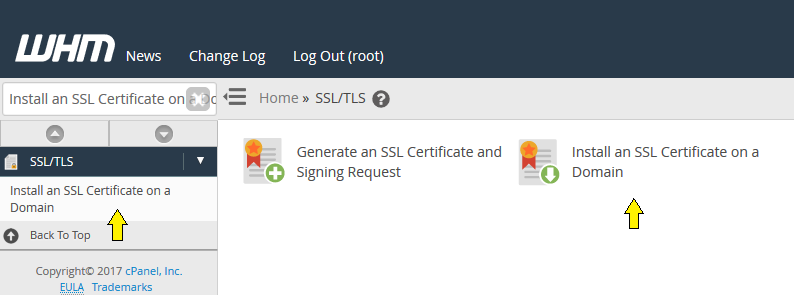 WHM News Change Log Log Out (root)
Install an SSL Certificate on a Do
Home » SSL/TLS ?
SSL/TLS
Install an SSL Certificate on a
Domain
Back To Top
Copyright© 2017 cPanel, Inc.
EULA Trademarks
Generate an SSL Certificate and
Signing Request
Install an SSL Certificate on a
Domain